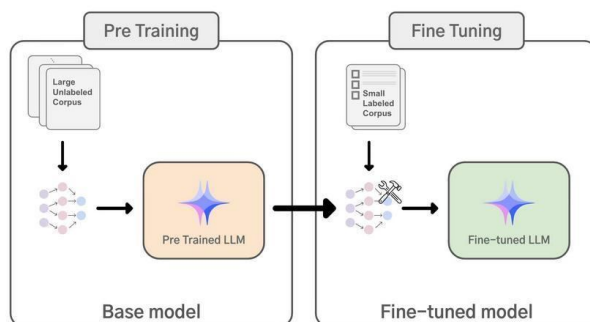 Pre Training
Large
Unlabeled
Corpus
Pre Trained LLM
Base model
Fine Tuning
Small
Labeled
Corpus
Fine-tuned LLM
Fine-tuned model